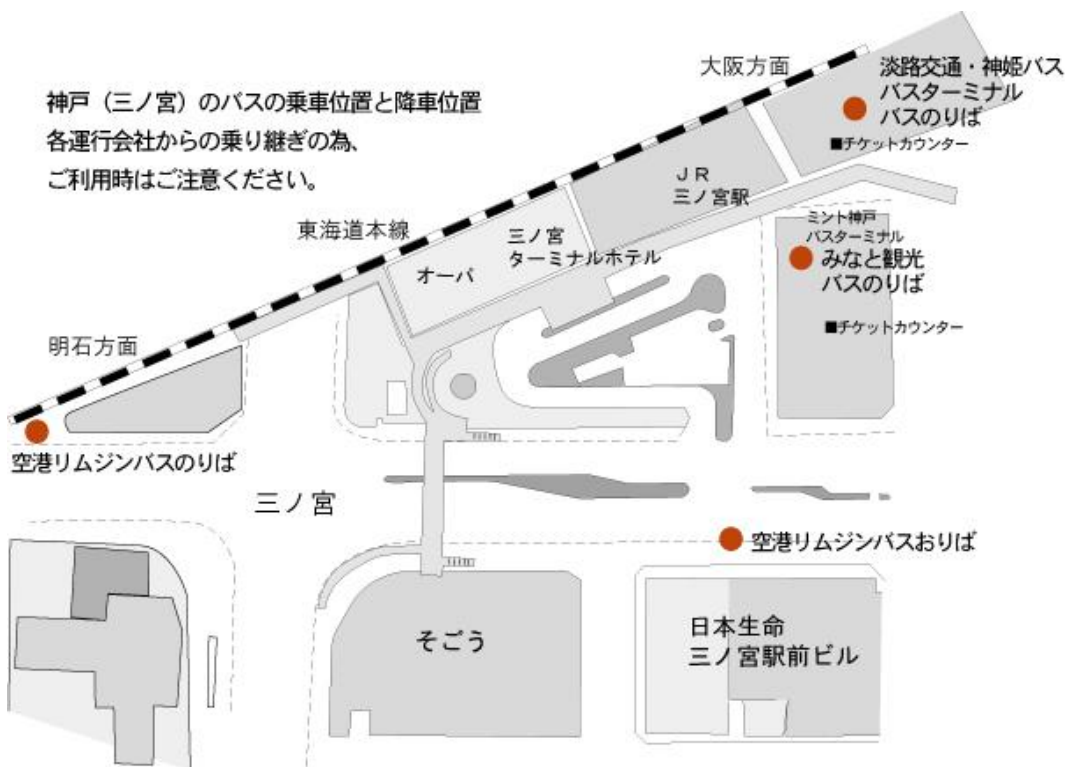 神戸（三ノ宮）のバスの乗車位置と降車位置
各運行会社からの乗り継ぎの為、
ご利用時はご注意ください。
大阪方面
淡路交通・神姫バス
バスターミナル
バスのりば
■チケットカウンター
ＪＲ
三ノ宮駅
東海道本線
三ノ宮
ターミナルホテル
オーパ
ミント神戸
バスターミナル
みなと観光
バスのりば
■チケットカウンター
明石方面
空港リムジンバスのりば
三ノ宮
空港リムジンバスおりば
そごう
日本生命
三ノ宮駅前ビル